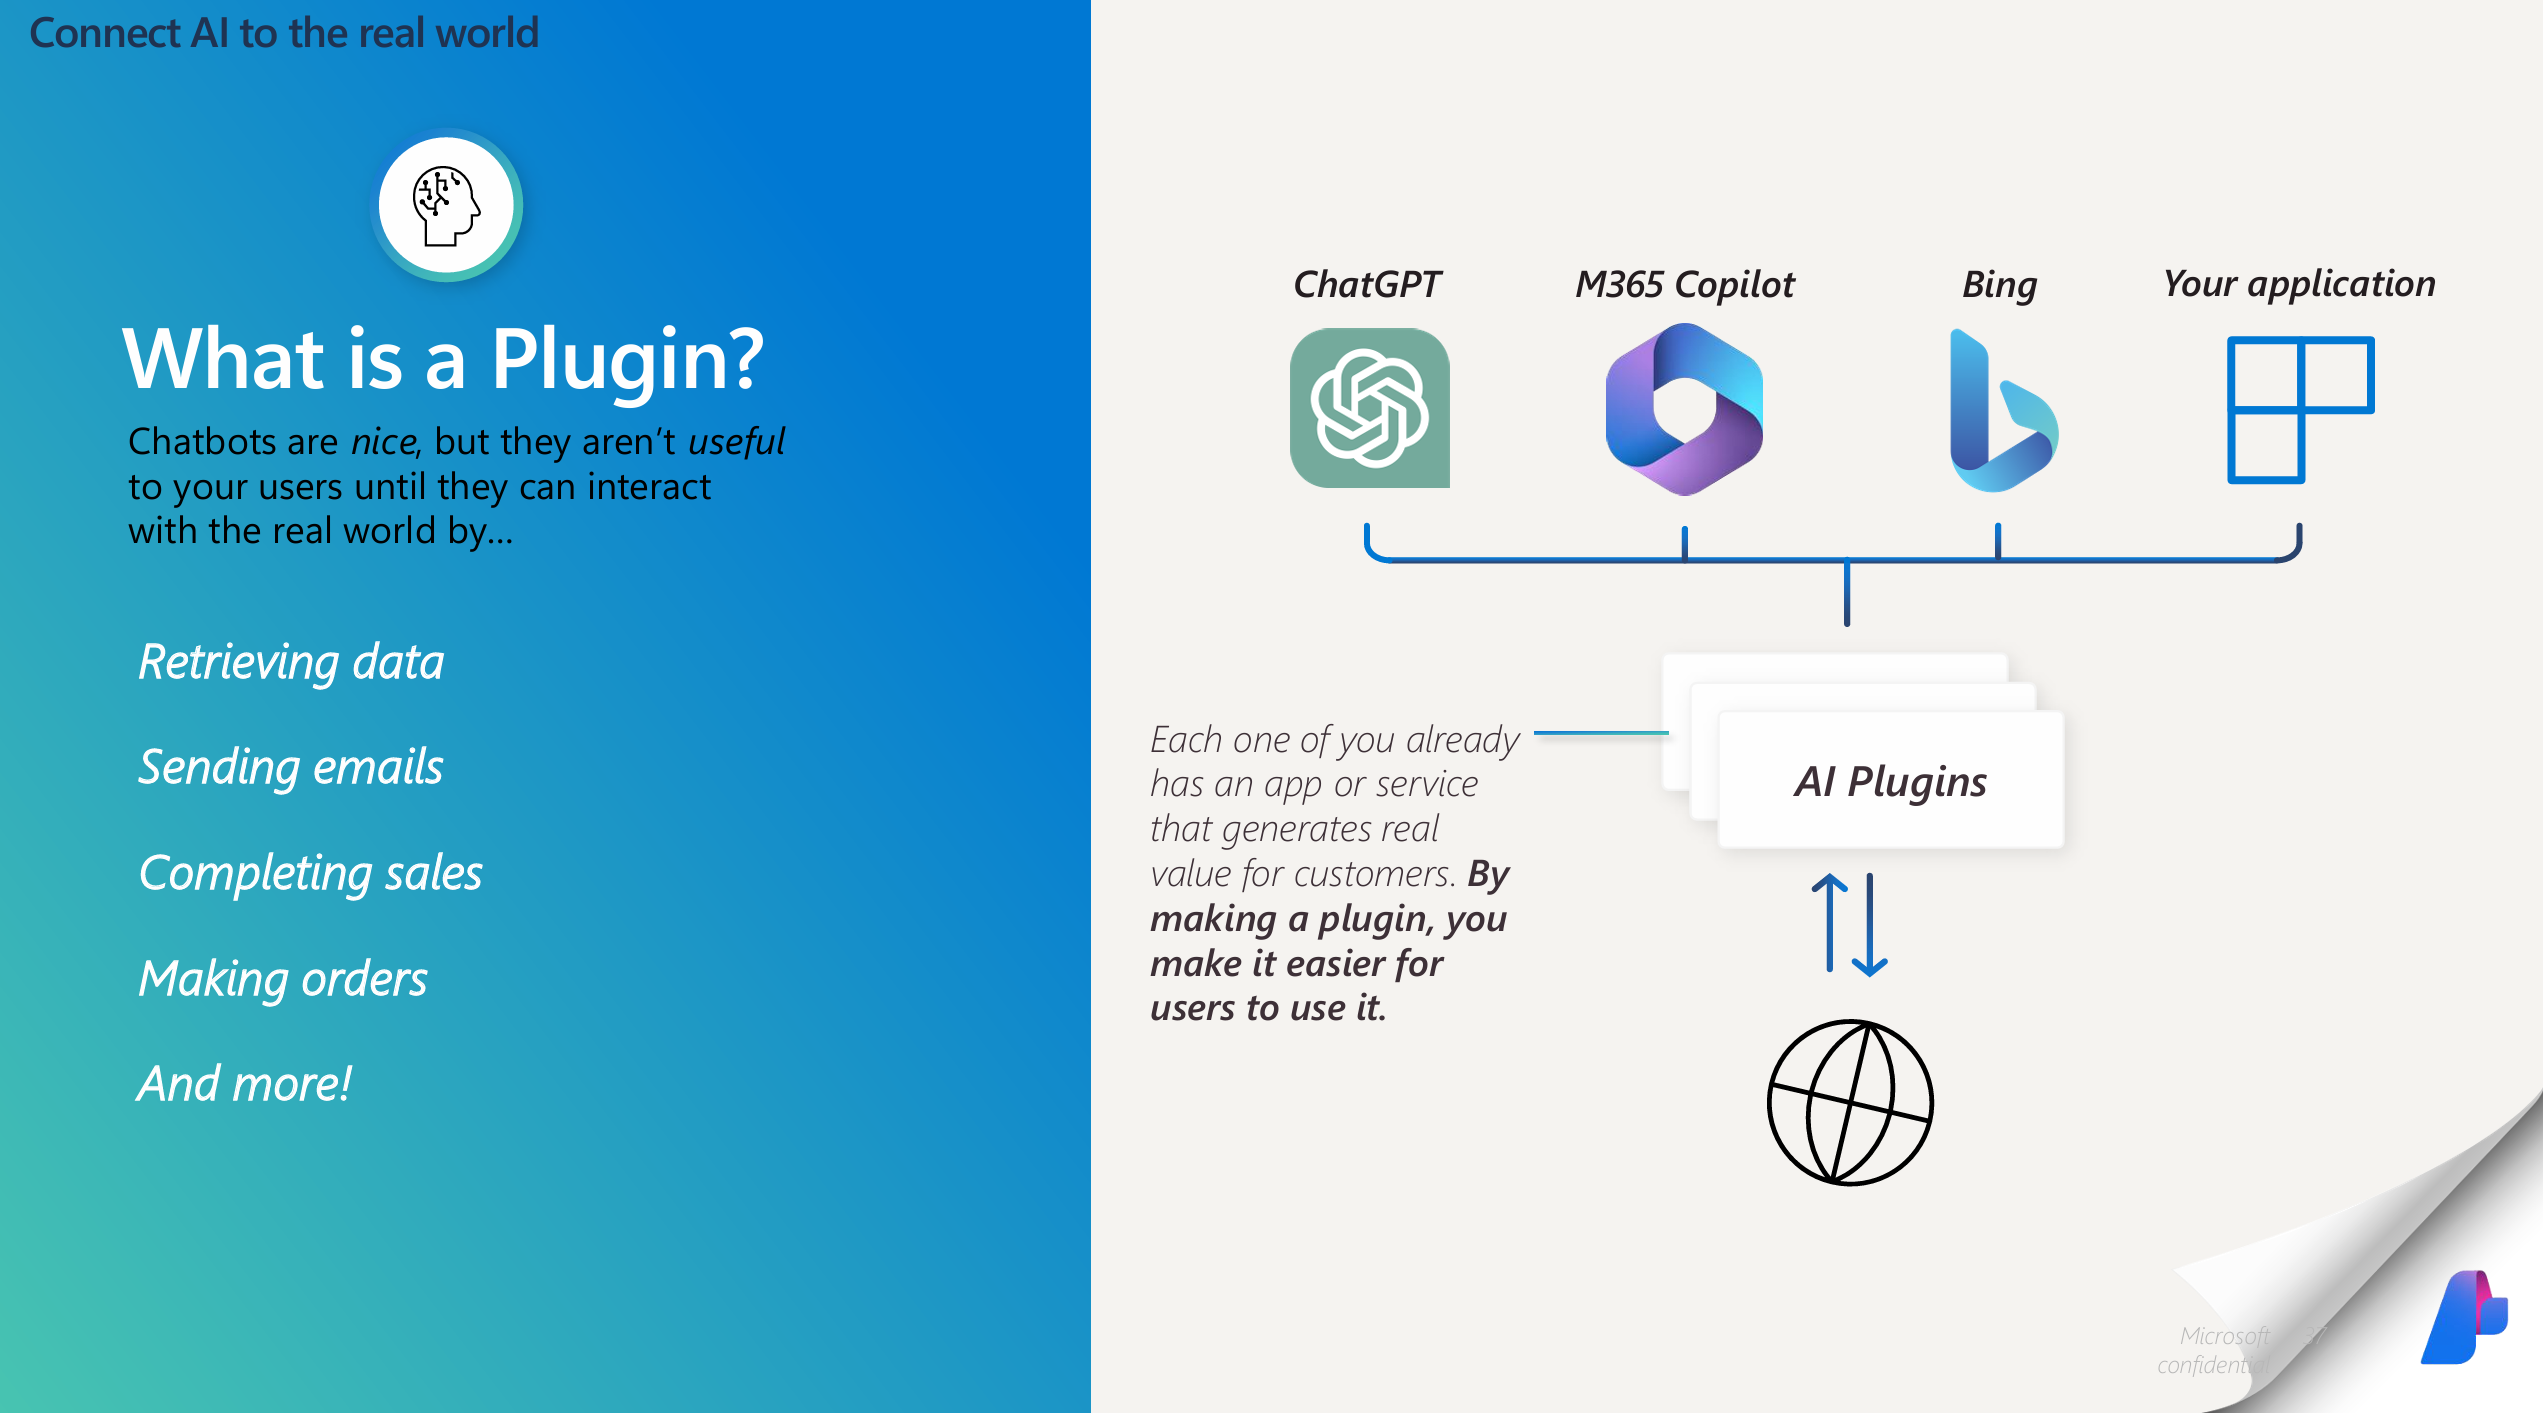 Connect AI to the real world
What is a Plugin?
Chatbots are nice, but they aren’t useful
to your users until they can interact
with the real world by...
Retrieving data
Sending emails
Completing sales
Making orders
And more!
ChatGPT
M365 Copilot
Bing
Your application
Each one of you already
has an app or service
that generates real
value for customers. By
making a plugin, you
make it easier for
users to use it.
AI Plugins
Microsoft
confidential
37